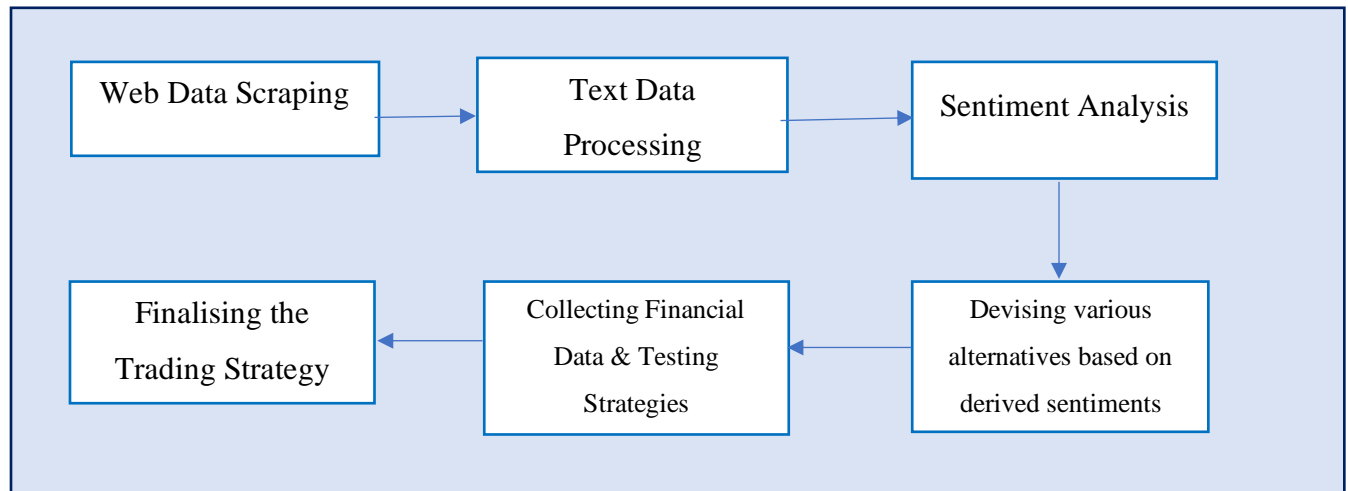 Web Data Scraping
Text Data
Processing
Sentiment Analysis
Devising various
alternatives based on
derived sentiments
Collecting Financial
Data & Testing
Strategies
Finalising the
Trading Strategy